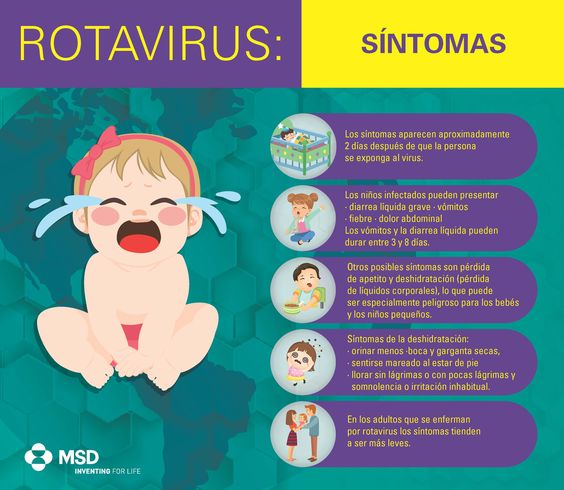 ROTAVIRUS:
SÍNTOMAS
Los síntomas aparecen aproximadamente
2 días después de que la persona
se exponga al virus.
Los niños infectados pueden presentar
· diarrea líquida grave · vómitos
· fiebre · dolor abdominal
Los vómitos y la diarrea líquida pueden
durar entre 3 y 8 días.
Otros posibles síntomas son pérdida
de apetito y deshidratación (pérdida
de líquidos corporales), lo que puede
ser especialmente peligroso para los bebés
y los niños pequeños.
Síntomas de la deshidratación:
· orinar menos ·boca y garganta secas,
· sentirse mareado al estar de pie
· llorar sin lágrimas o con pocas lágrimas y
somnolencia o irritación inhabitual.
En los adultos que se enferman
por rotavirus los síntomas tienden
a ser más leves.
MSD
INVENTING FOR LIFE